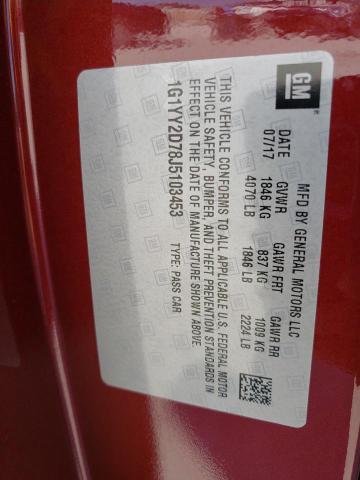 GM
MFD BY GENERAL MOTORS LLC
DATE GVWR GAWR FRT GAWR RR
07/17 1846 KG 837 KG 1009 KG
4070 LB 1846 LB 2224 LB
THIS VEHICLE CONFORMS TO ALL APPLICABLE U.S. FEDERAL MOTOR
VEHICLE SAFETY, BUMPER, AND THEFT PREVENTION STANDARDS IN
EFFECT ON THE DATE OF MANUFACTURE SHOWN ABOVE.
1G1YY2D78J5103453 TYPE: PASS CAR